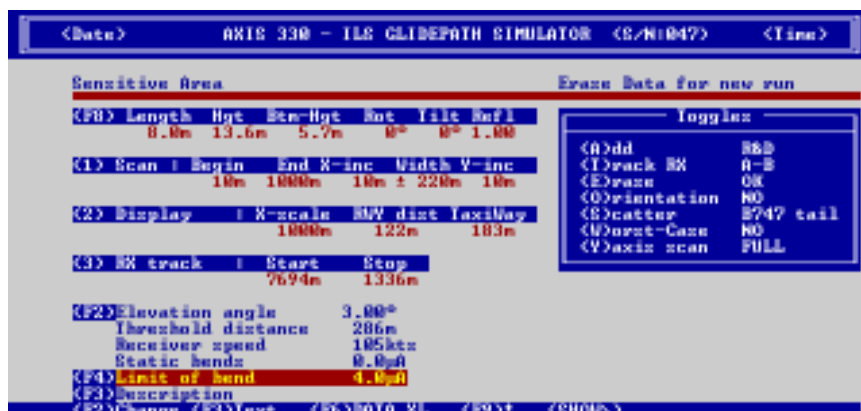 <Date> AXIS 330 - ILS GLIDEPATH SIMULATOR (S/N:047) <Time>
Sensitive Area Erase Data for new run
(F8) Length Hgt Btm-Hgt Rot Tilt Refl
8.0m 13.6m 5.7m 0° 0° 1.00
(1) Scan : Begin End X-inc Width Y-inc
10m 1000m 10m ± 220m 10m
(2) Display : X-scale RWY dist TaxiWay
1000m 122m 183m
(3) RX track : Start Stop
7694m 1336m
(F2)Elevation angle 3.00°
Threshold distance 286m
Receiver speed 105kts
Static bends 0.0µA
(F4)Limit of bend 4.0µA
(F3)Description
Toggles
(A)dd R&D
(T)rack RX A-B
(E)rase OK
(O)rientation NO
(S)catter B747 tail
(W)orst-Case NO
(Y)axis scan FULL